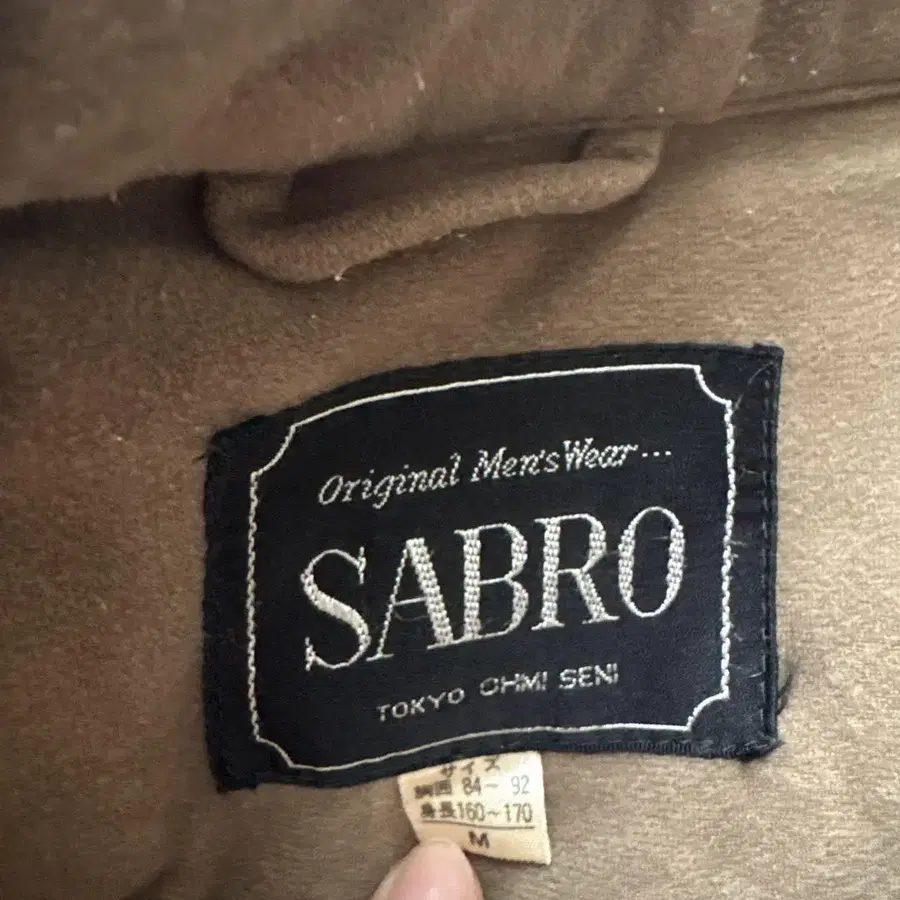 Original Men's Wear...
SABRO
TOKYO OHMI SENI
サイズ
胸囲 84～92
身長160～170
M